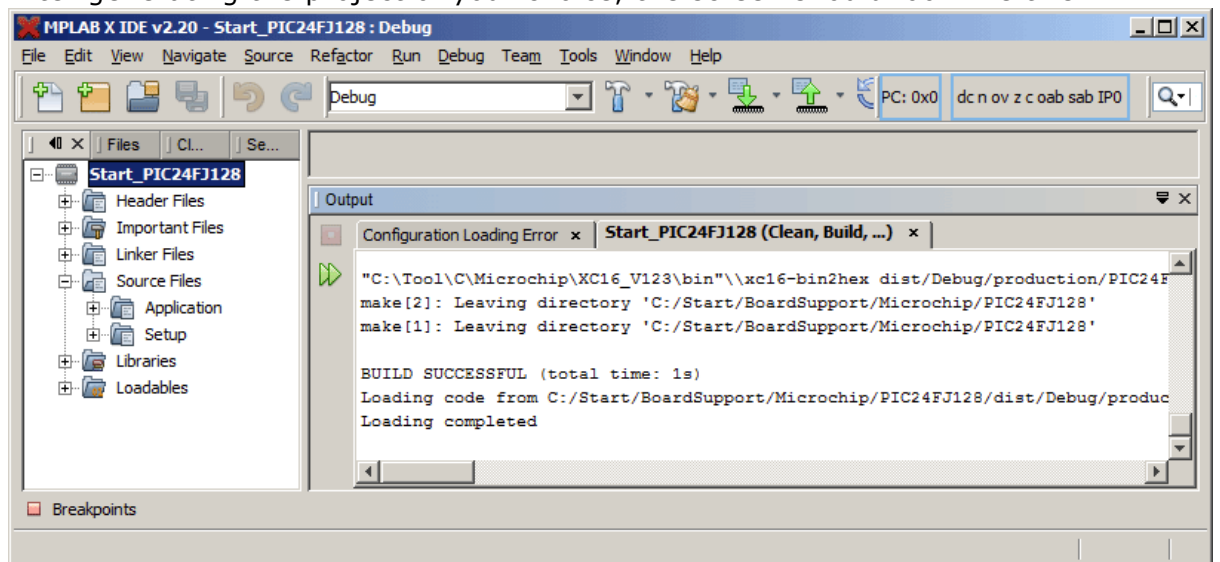 MPLAB X IDE v2.20 - Start_PIC24FJ128 : Debug
File Edit View Navigate Source Refactor Run Debug Team Tools Window Help
Debug
PC: 0x0
dc n ov z c oab sab IP0
Files
Cl...
Se...
Start_PIC24FJ128
Header Files
Important Files
Linker Files
Source Files
Application
Setup
Libraries
Loadables
Output
Configuration Loading Error × Start_PIC24FJ128 (Clean, Build, ...) ×
"C:\Tool\C\Microchip\XC16_V123\bin"\\xc16-bin2hex dist/Debug/production/PIC24F
make[2]: Leaving directory 'C:/Start/BoardSupport/Microchip/PIC24FJ128'
make[1]: Leaving directory 'C:/Start/BoardSupport/Microchip/PIC24FJ128'
BUILD SUCCESSFUL (total time: 1s)
Loading code from C:/Start/BoardSupport/Microchip/PIC24FJ128/dist/Debug/produc
Loading completed
Breakpoints